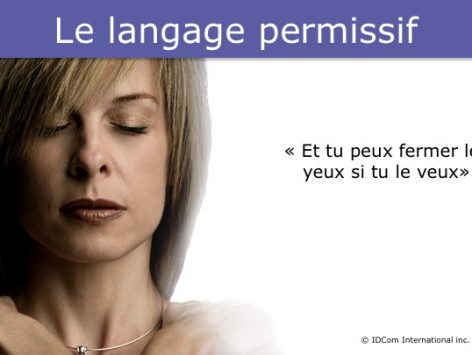 Le langage permissif
« Et tu peux fermer le
yeux si tu le veux»
© IDCom International inc.